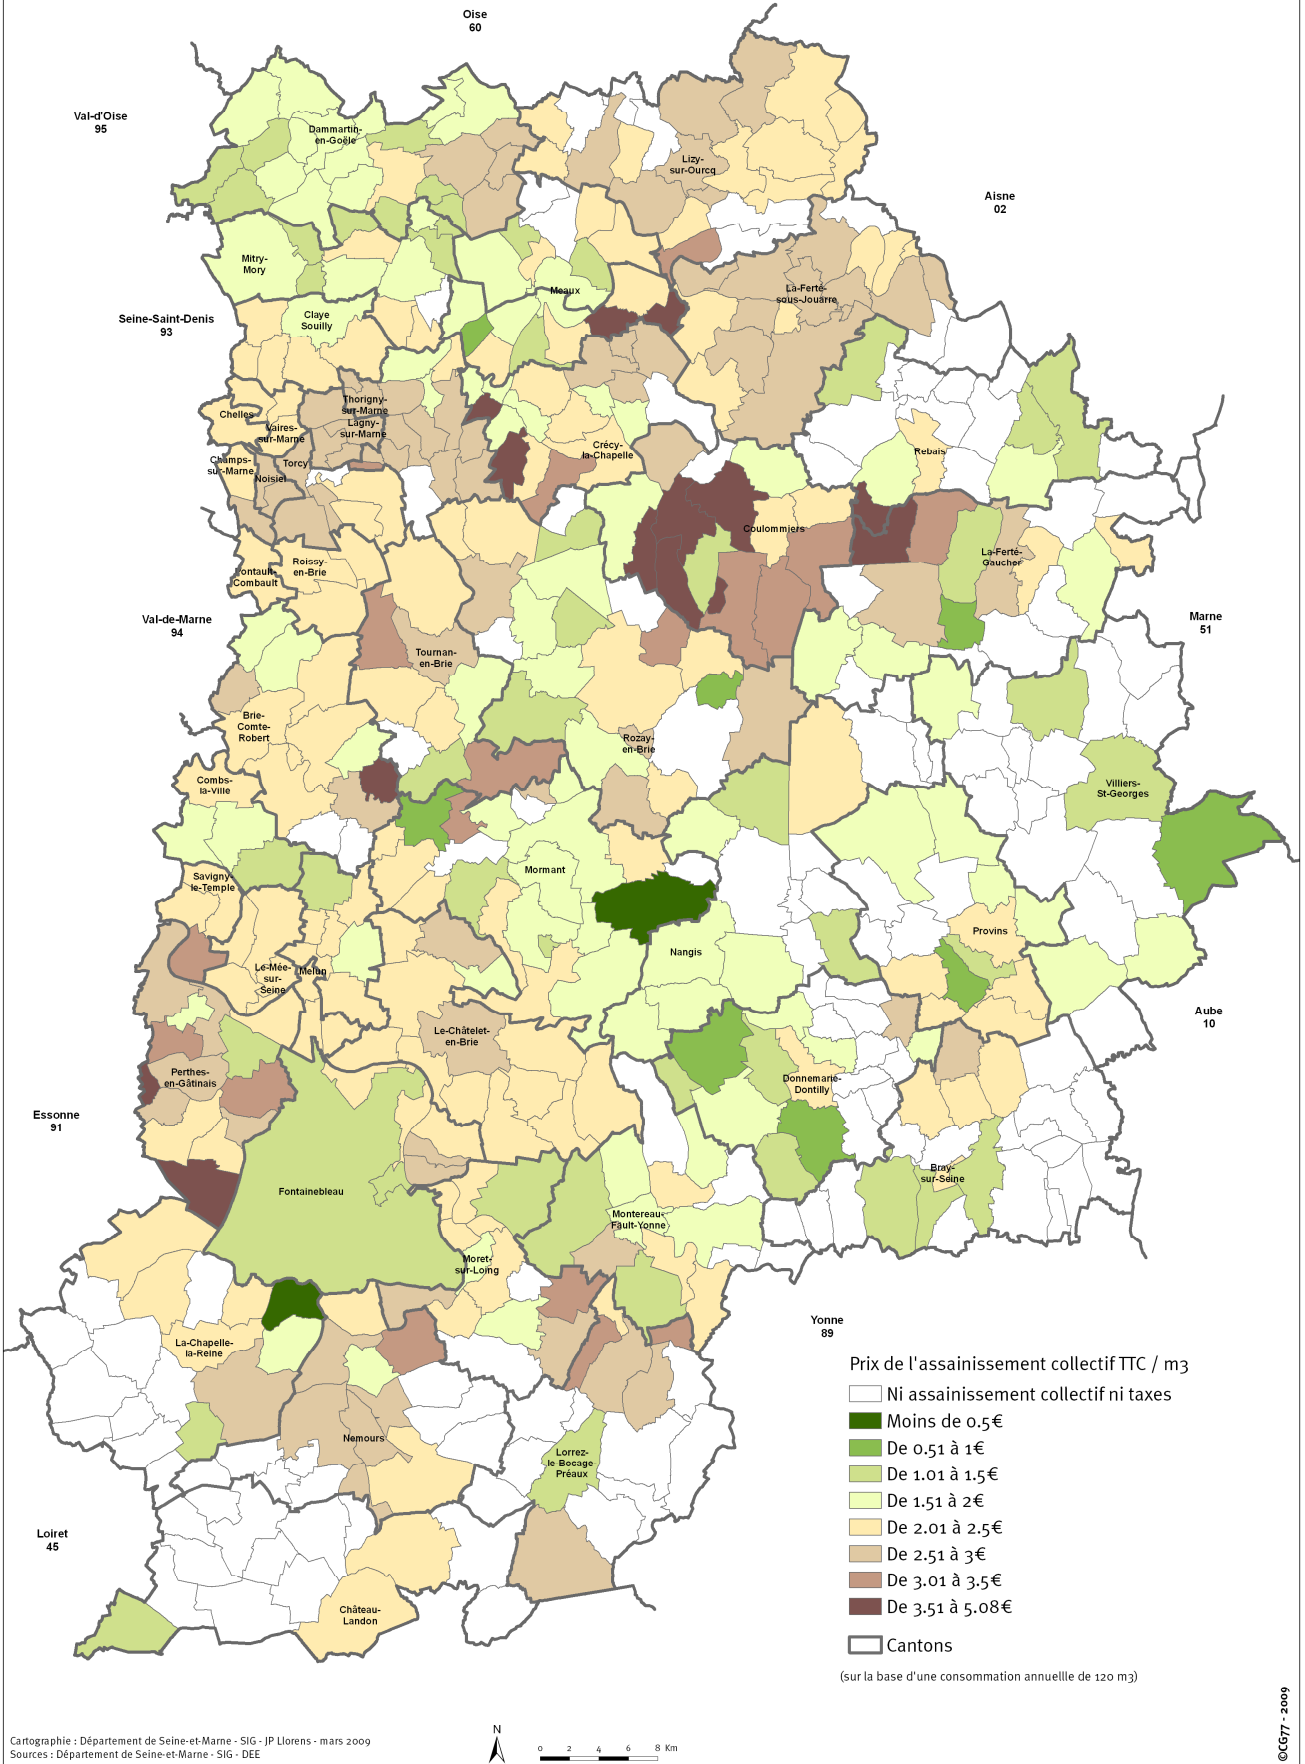 Oise
60
Val-d'Oise
95
Dammartin-
en-Goële
Lizy-
sur-Ourcq
Aisne
02
Mitry-
Mory
Meaux
La-Ferté-
sous-Jouarre
Seine-Saint-Denis
93
Claye
Souilly
Thorigny-
sur-Marne
Chelles
Lagny-
sur-Marne
Vaires-
sur-Marne
Crécy-
la-Chapelle
Rebais
Champs-
sur-Marne
Torcy
Noisiel
Coulommiers
La-Ferté-
Gaucher
Roissy-
en-Brie
Pontault-
Combault
Val-de-Marne
94
Marne
51
Tournan-
en-Brie
Brie-
Comte-
Robert
Rozay-
en-Brie
Combs-
la-Ville
Villiers-
St-Georges
Mormant
Savigny-
le-Temple
Provins
Nangis
Le-Mée-
sur-
Seine
Melun
Aube
10
Le-Châtelet-
en-Brie
Perthes-
en-Gâtinais
Donnemarie-
Dontilly
Essonne
91
Bray-
sur-Seine
Fontainebleau
Montereau-
Fault-Yonne
Moret-
sur-Loing
Yonne
89
La-Chapelle-
la-Reine
Nemours
Lorrez-
le-Bocage
Préaux
Loiret
45
Château-
Landon
Prix de l'assainissement collectif TTC / m3
Ni assainissement collectif ni taxes
Moins de 0.5€
De 0.51 à 1€
De 1.01 à 1.5€
De 1.51 à 2€
De 2.01 à 2.5€
De 2.51 à 3€
De 3.01 à 3.5€
De 3.51 à 5.08€
Cantons
(sur la base d'une consommation annuellle de 120 m3)
©CG77 - 2009
Cartographie : Département de Seine-et-Marne - SIG - JP Llorens - mars 2009
Sources : Département de Seine-et-Marne - SIG - DEE
N
0 2 4 6 8 Km